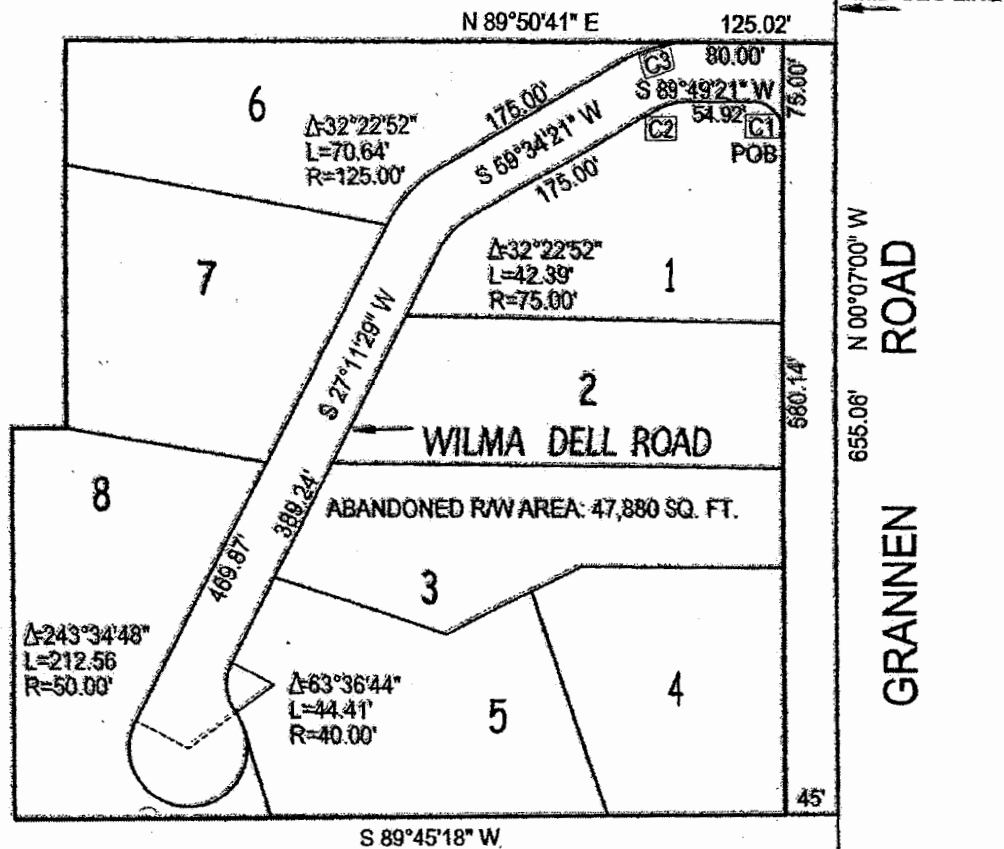 N 89°50'41" E
125.02'
80.00'
C3
S 89°49'21" W
54.92'
C2
C1
POB
75.00'
6
Δ=32°22'52"
L=70.64'
R=125.00'
175.00'
S 59°34'21" W
175.00'
7
Δ=32°22'52"
L=42.39'
R=75.00'
1
N 00°07'00" W
655.06'
ROAD
GRANNEN
S 27°11'29" W
2
580.14'
WILMA DELL ROAD
8
389.24'
ABANDONED R/W AREA: 47,880 SQ. FT.
469.87'
3
Δ=243°34'48"
L=212.56
R=50.00'
Δ=63°36'44"
L=44.41'
R=40.00'
5
4
45'
S 89°45'18" W